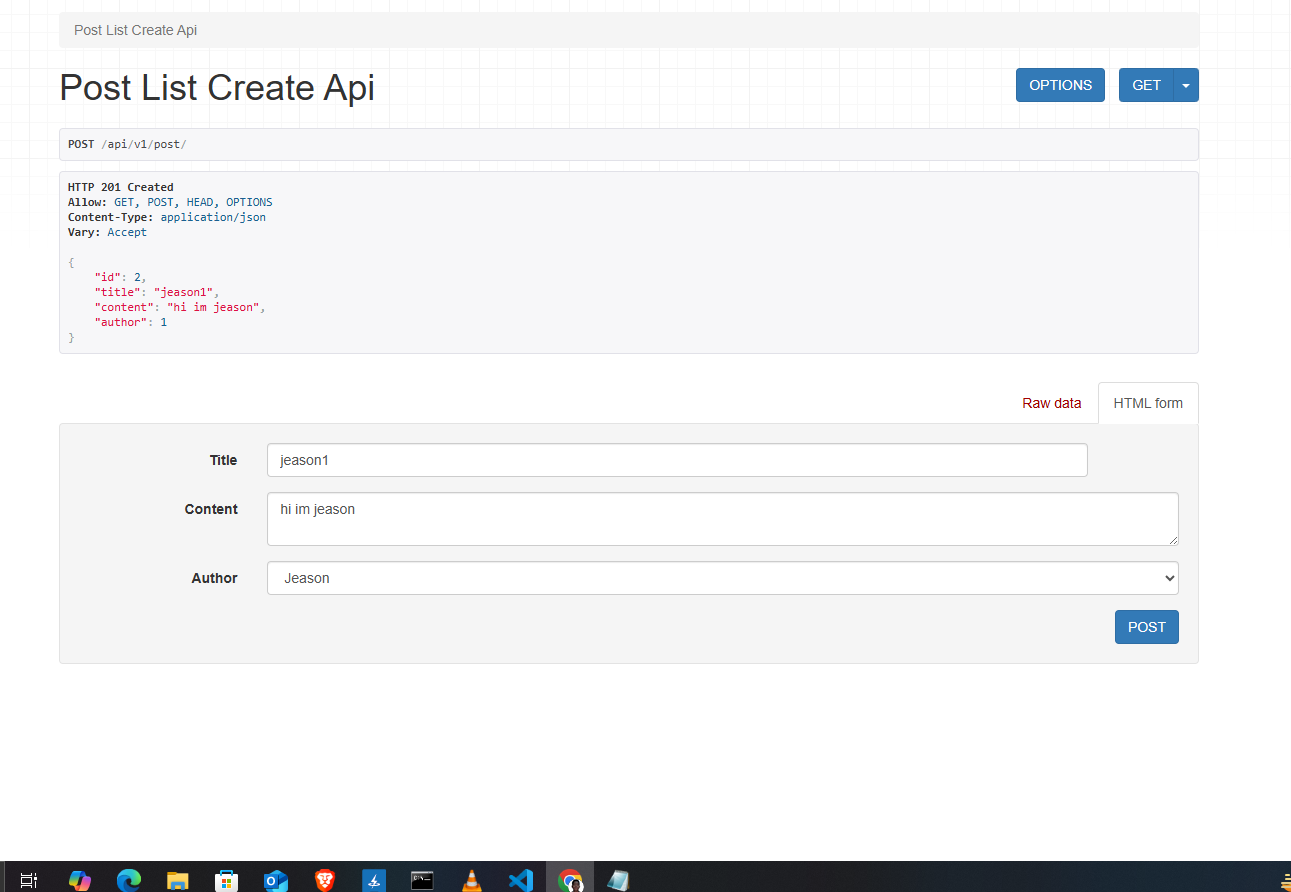 Post List Create Api
Post List Create Api
OPTIONS
GET
POST /api/v1/post/
HTTP 201 Created
Allow: GET, POST, HEAD, OPTIONS
Content-Type: application/json
Vary: Accept
{
    "id": 2,
    "title": "jeason1",
    "content": "hi im jeason",
    "author": 1
}
Raw data
HTML form
Title
jeason1
Content
hi im jeason
Author
Jeason
POST